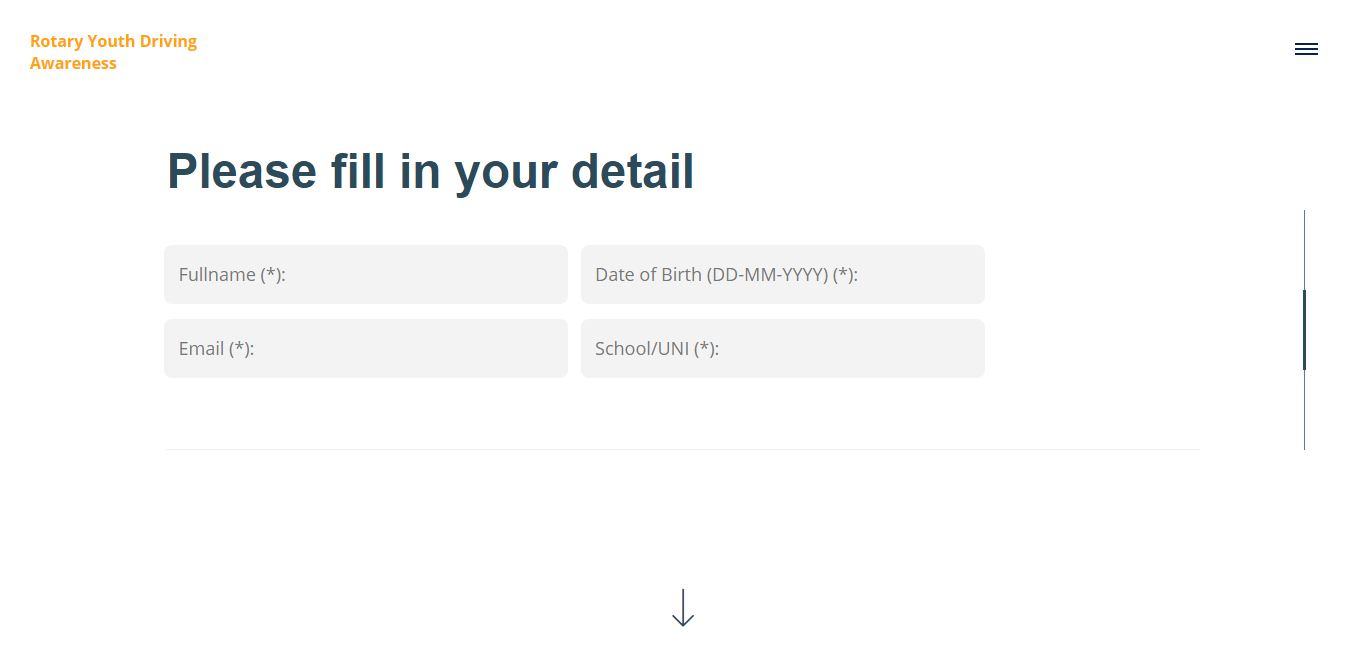 Rotary Youth Driving
Awareness
Please fill in your detail
Fullname (*):
Date of Birth (DD-MM-YYYY) (*):
Email (*):
School/UNI (*):